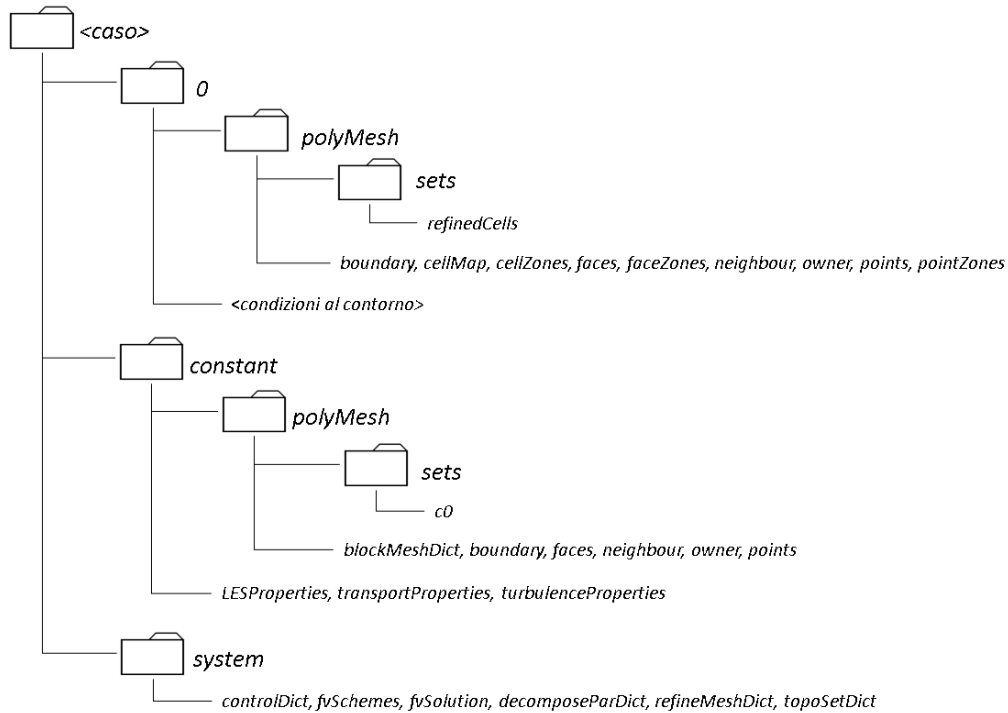 <caso>
0
polyMesh
sets
refinedCells
boundary, cellMap, cellZones, faces, faceZones, neighbour, owner, points, pointZones
<condizioni al contorno>
constant
polyMesh
sets
c0
blockMeshDict, boundary, faces, neighbour, owner, points
LESProperties, transportProperties, turbulenceProperties
system
controlDict, fvSchemes, fvSolution, decomposeParDict, refineMeshDict, topoSetDict